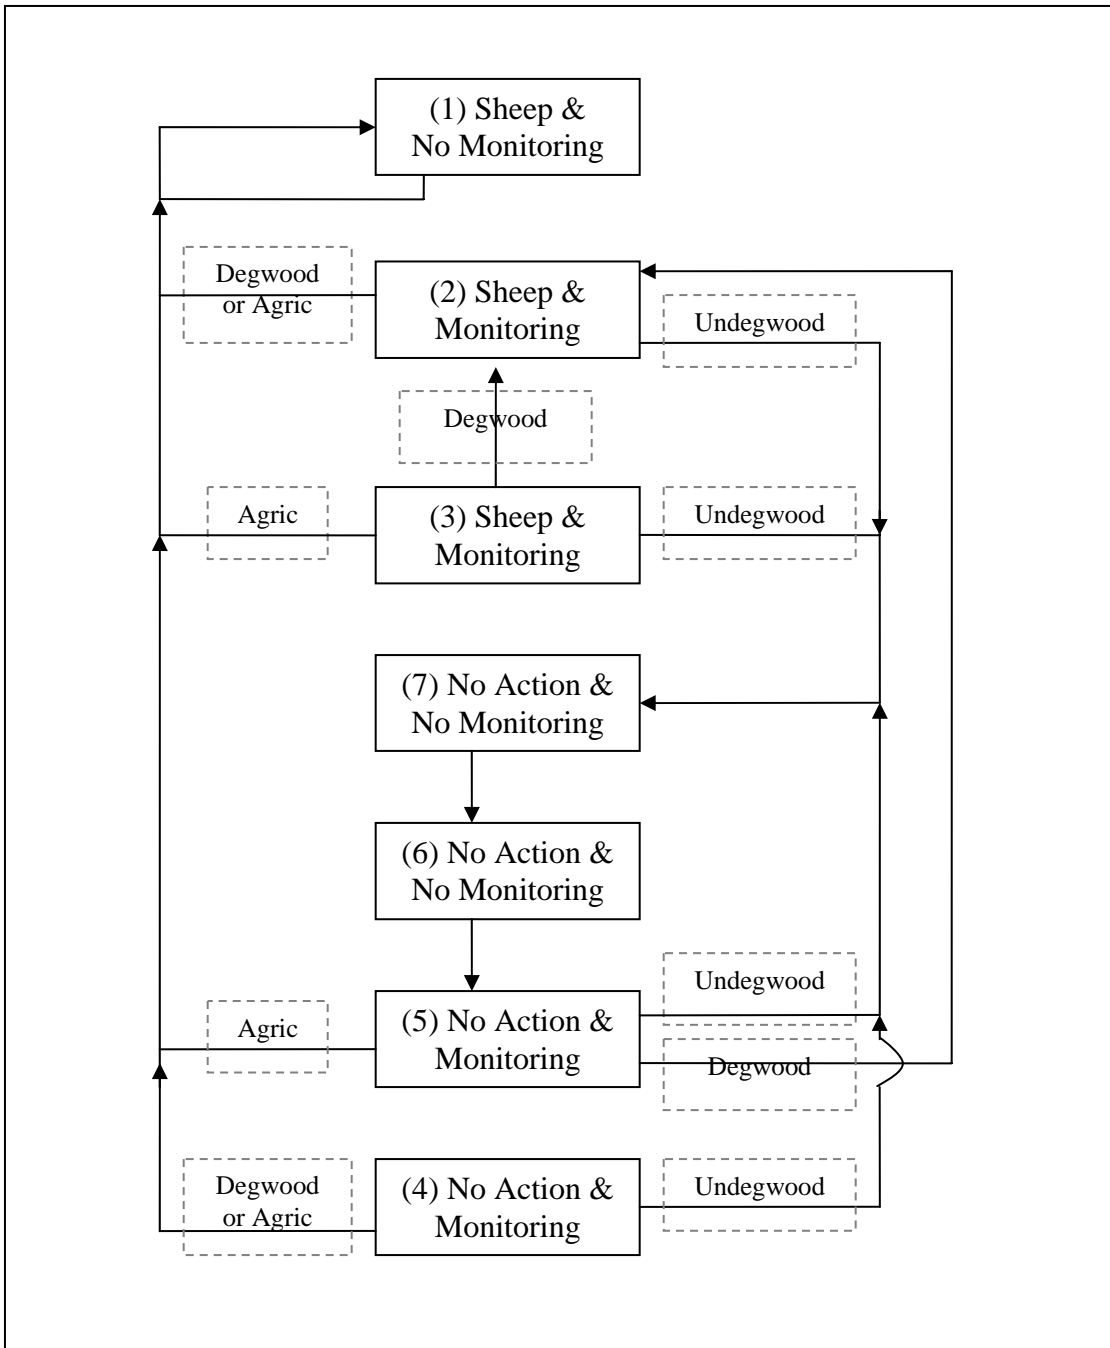 (1) Sheep &
No Monitoring
Degwood
or Agric
(2) Sheep &
Monitoring
Undegwood
Degwood
Agric
(3) Sheep &
Monitoring
Undegwood
(7) No Action &
No Monitoring
(6) No Action &
No Monitoring
Undegwood
Agric
(5) No Action &
Monitoring
Degwood
Degwood
or Agric
(4) No Action &
Monitoring
Undegwood